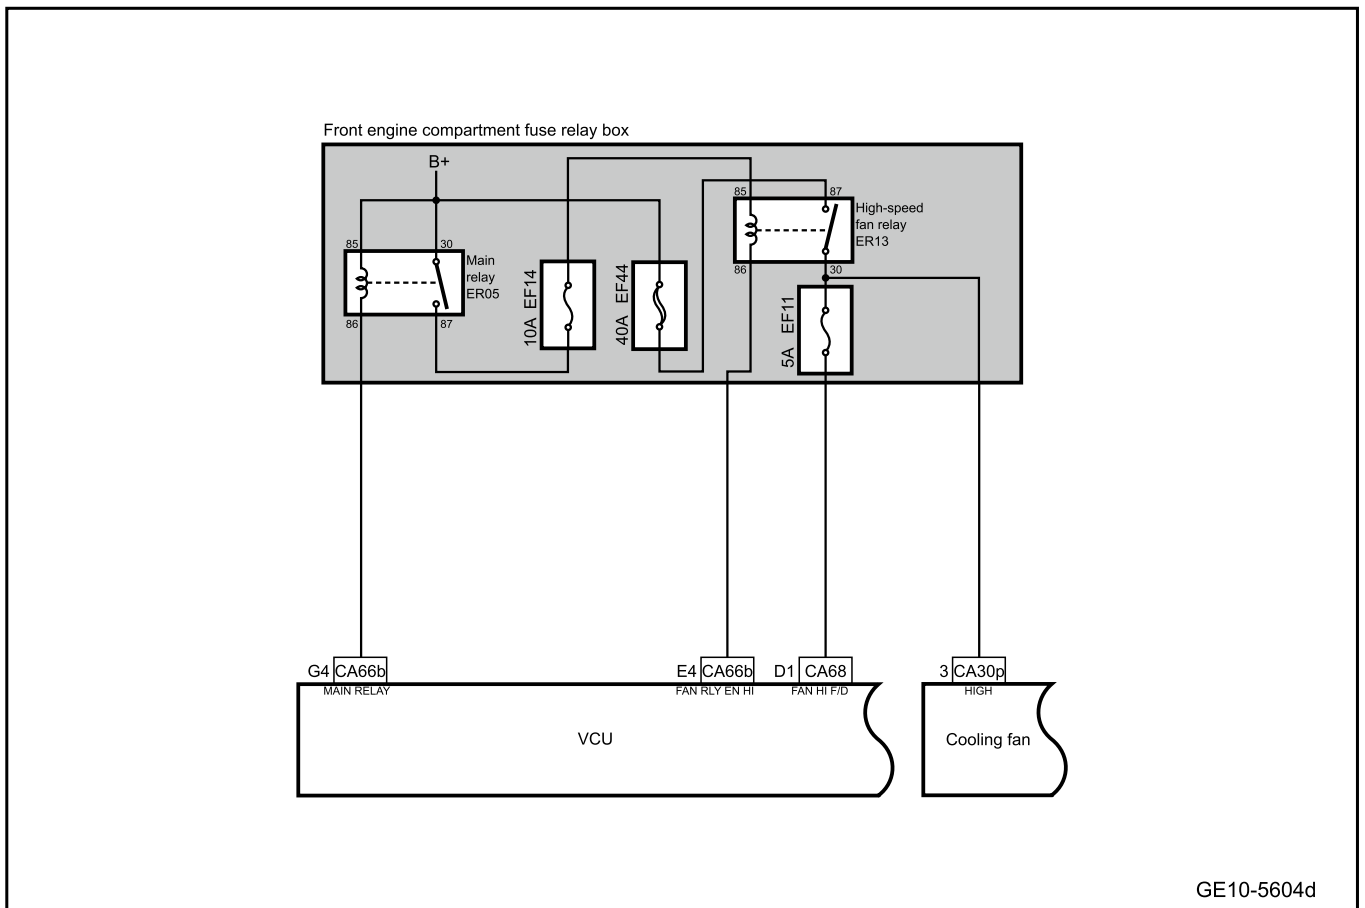 Front engine compartment fuse relay box
B+
85
87
High-speed
fan relay
ER13
85
30
Main
relay
ER05
86
30
10A EF14
40A EF44
5A EF11
86
87
G4 CA66b
E4 CA66b
D1 CA68
3 CA30p
MAIN RELAY
FAN RLY EN HI
FAN HI F/D
HIGH
VCU
Cooling fan
GE10-5604d